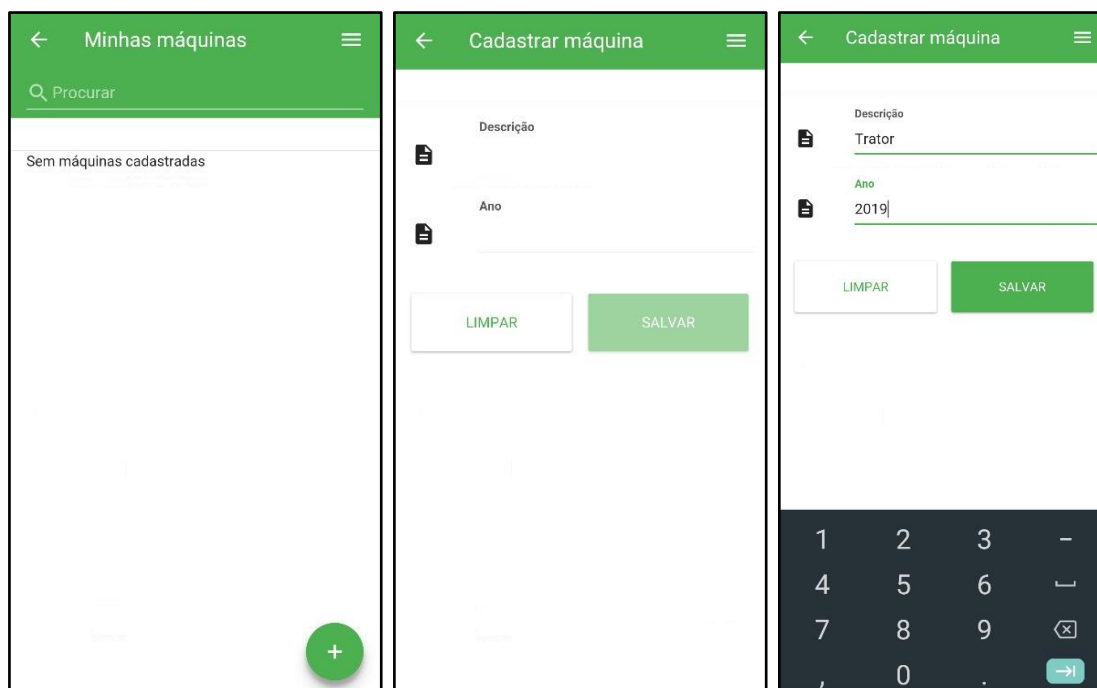 Minhas máquinas
Procurar
Sem máquinas cadastradas
+
Cadastrar máquina
Descrição
Ano
LIMPAR SALVAR
Cadastrar máquina
Descrição
Trator
Ano
2019
LIMPAR SALVAR
1 2 3 -
4 5 6
7 8 9
, 0 .